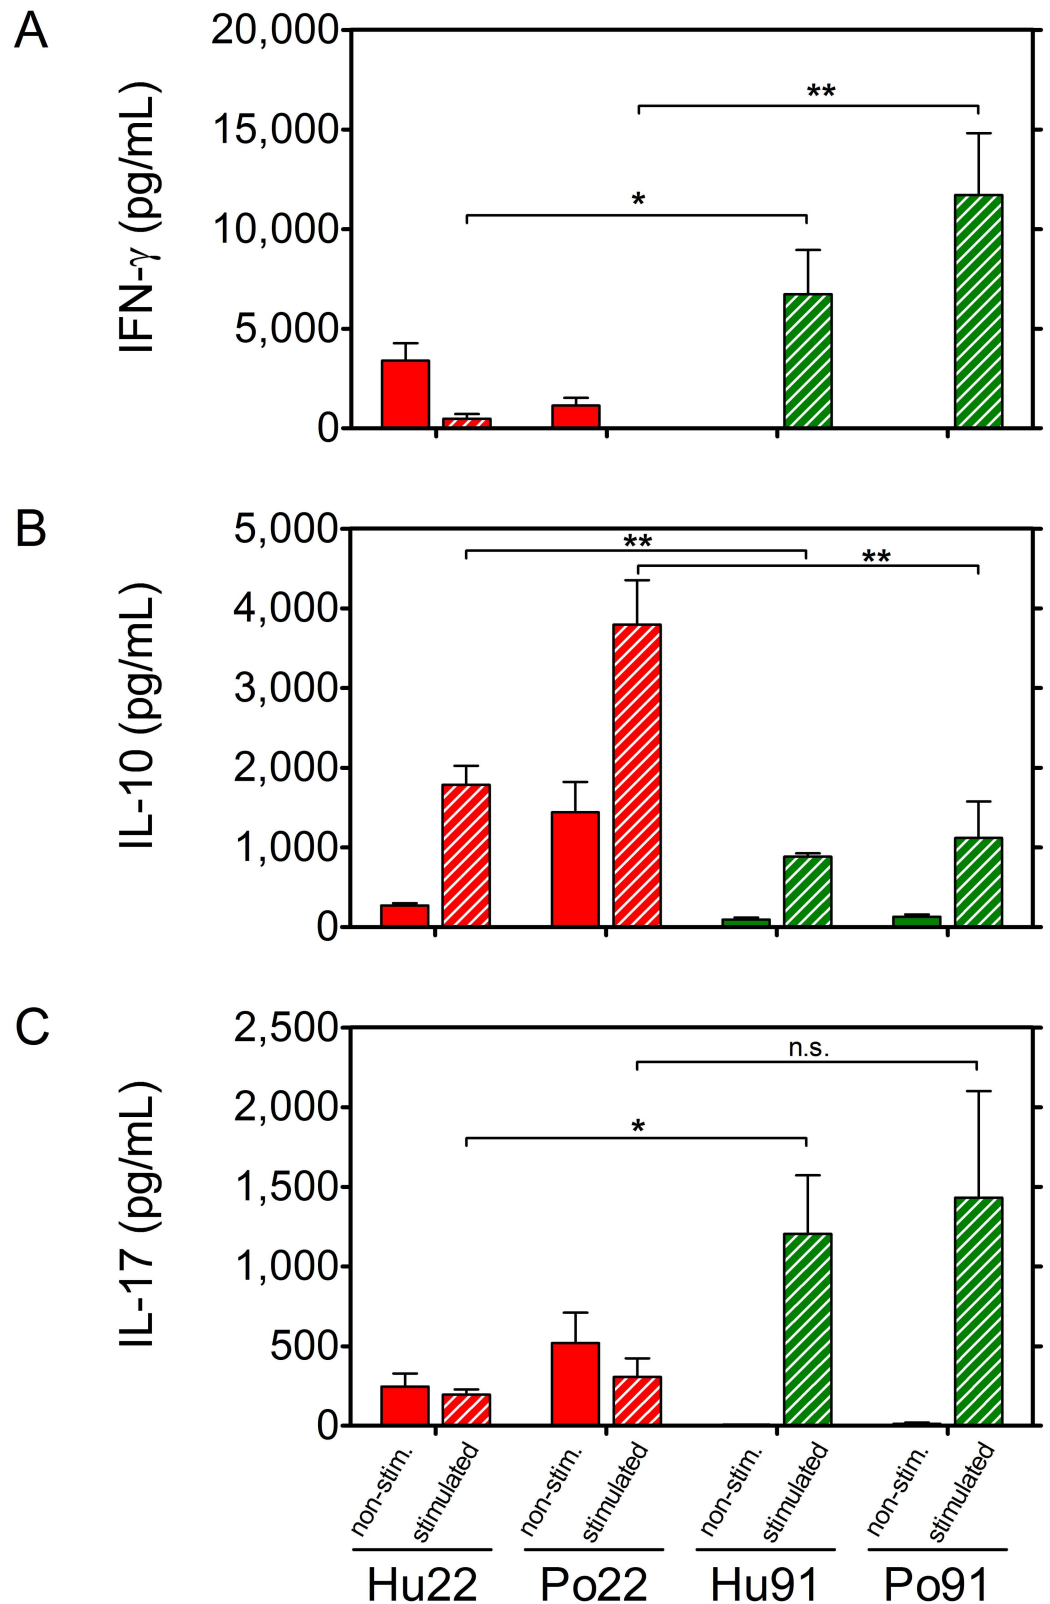 A
IFN-γ (pg/mL)
20,000
15,000
10,000
5,000
0
**
*
B
IL-10 (pg/mL)
5,000
4,000
3,000
2,000
1,000
0
**
**
C
IL-17 (pg/mL)
2,500
2,000
1,500
1,000
500
0
n.s.
*
non-stim.
stimulated
non-stim.
stimulated
non-stim.
stimulated
non-stim.
stimulated
Hu22
Po22
Hu91
Po91